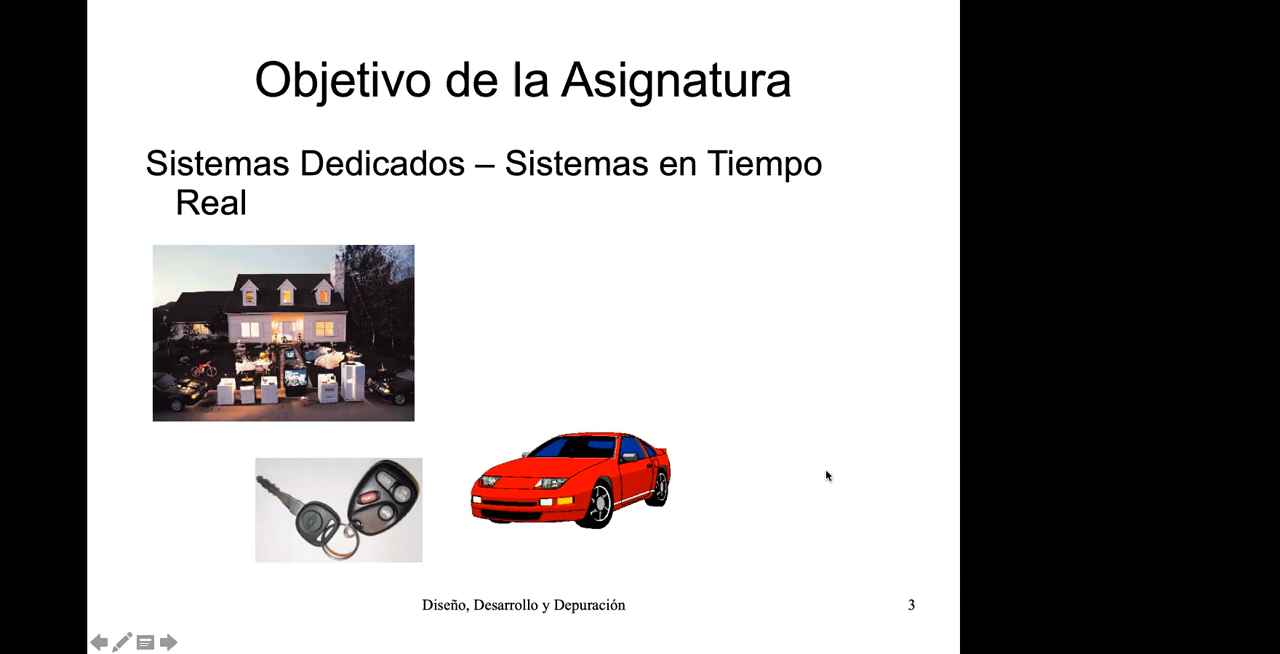 Objetivo de la Asignatura
Sistemas Dedicados – Sistemas en Tiempo
Real
Diseño, Desarrollo y Depuración
3